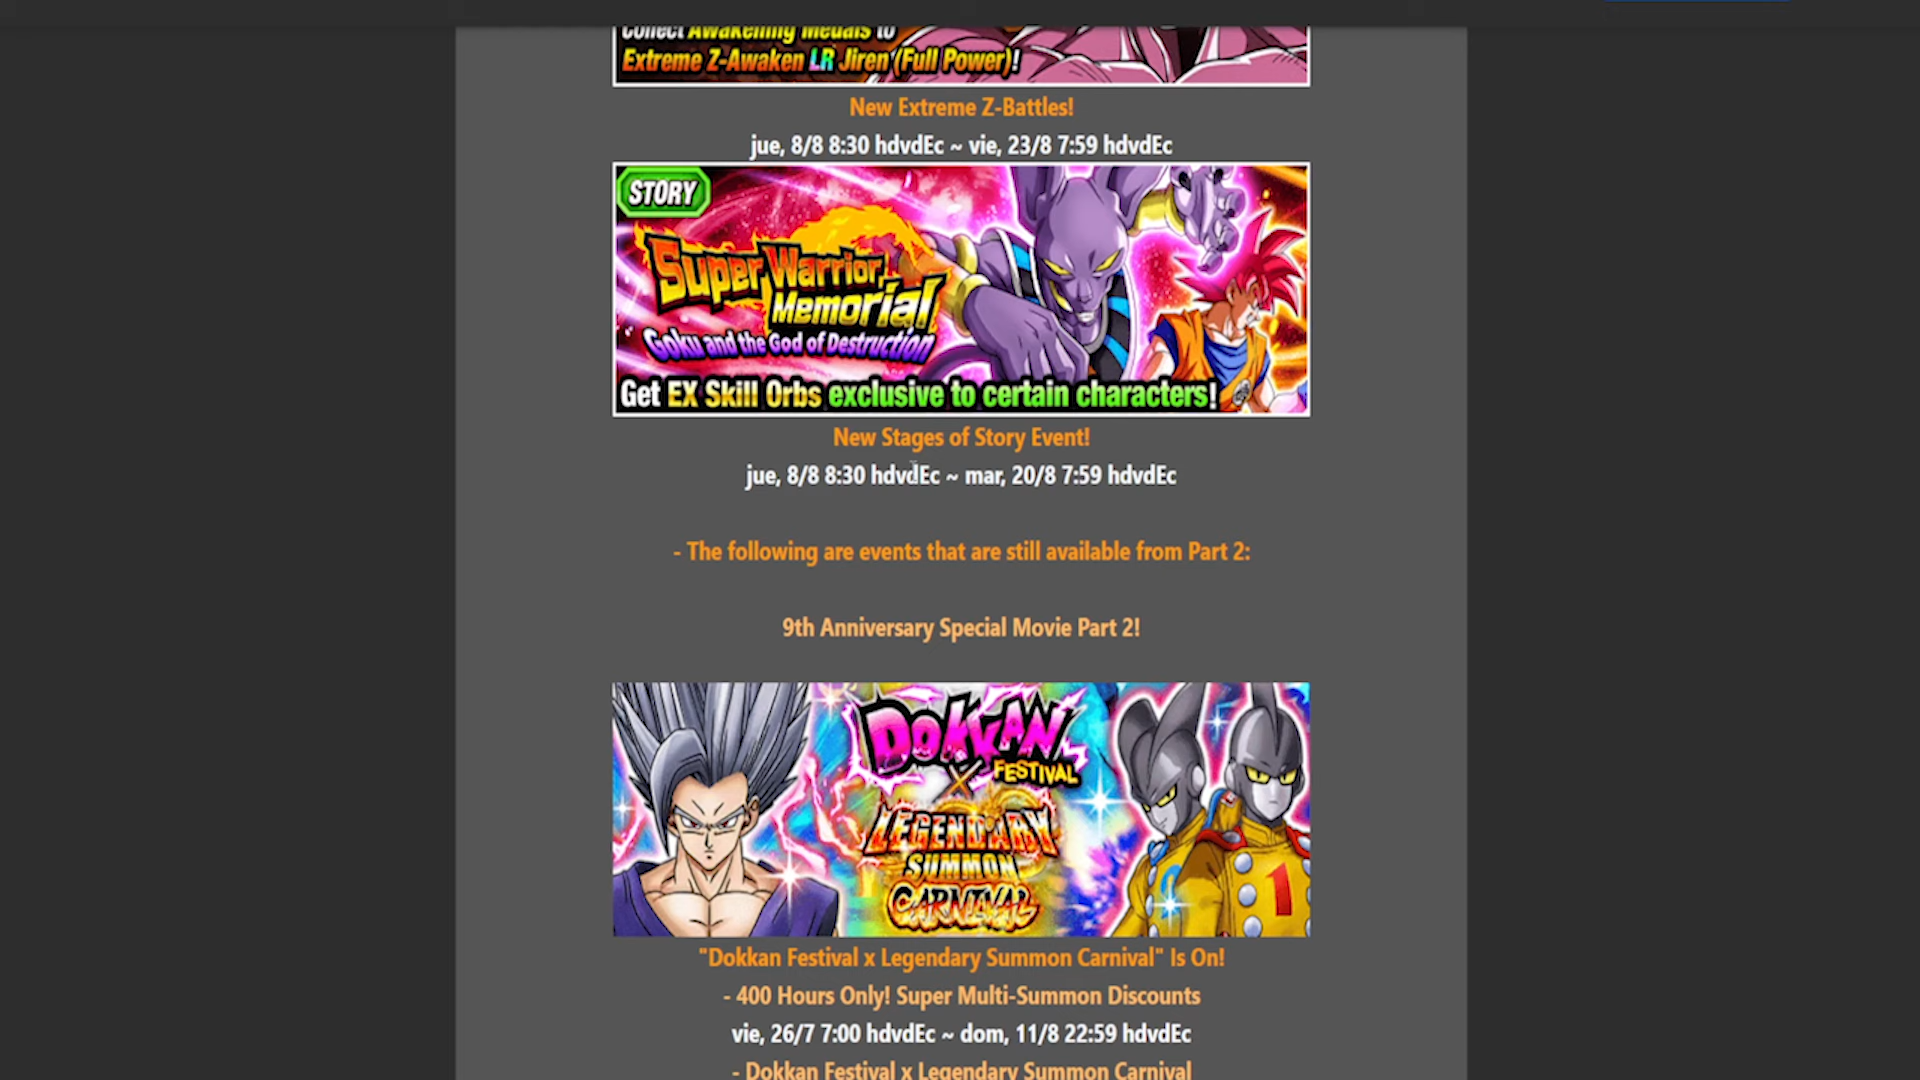 Collect Awakening Medals to
Extreme Z-Awaken LR Jiren (Full Power)!
New Extreme Z-Battles!
jue, 8/8 8:30 hdvdEc ~ vie, 23/8 7:59 hdvdEc
STORY
Super Warrior
Memorial
Goku and the God of Destruction
Get EX Skill Orbs exclusive to certain characters!
New Stages of Story Event!
jue, 8/8 8:30 hdvdEc ~ mar, 20/8 7:59 hdvdEc
- The following are events that are still available from Part 2:
9th Anniversary Special Movie Part 2!
DOKKAN
FESTIVAL
X
LEGENDARY
SUMMON
CARNIVAL
1
"Dokkan Festival x Legendary Summon Carnival" Is On!
- 400 Hours Only! Super Multi-Summon Discounts
vie, 26/7 7:00 hdvdEc ~ dom, 11/8 22:59 hdvdEc
- Dokkan Festival x Legendary Summon Carnival